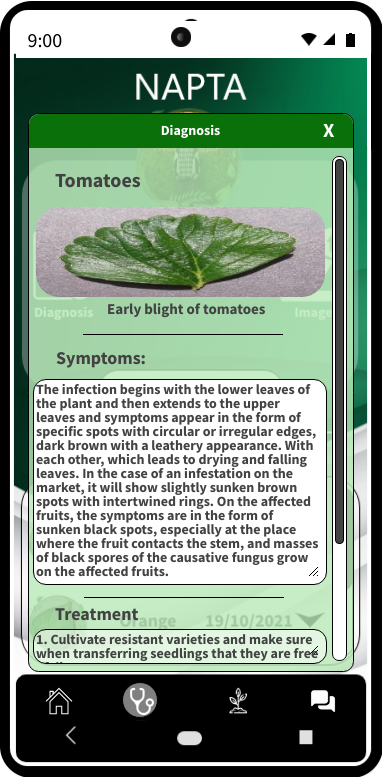 9:00
NAPTA
Diagnosis
X
Tomatoes
Diagnosis
Image
Early blight of tomatoes
Symptoms:
The infection begins with the lower leaves of
the plant and then extends to the upper
leaves and symptoms appear in the form of
specific spots with circular or irregular edges,
dark brown with a leathery appearance. With
each other, which leads to drying and falling
leaves. In the case of an infestation on the
market, it will show slightly sunken brown
spots with intertwined rings. On the affected
fruits, the symptoms are in the form of
sunken black spots, especially at the place
where the fruit contacts the stem, and masses
of black spores of the causative fungus grow
on the affected fruits.
Treatment
Orange 19/10/2021
1. Cultivate resistant varieties and make sure
when transferring seedlings that they are free